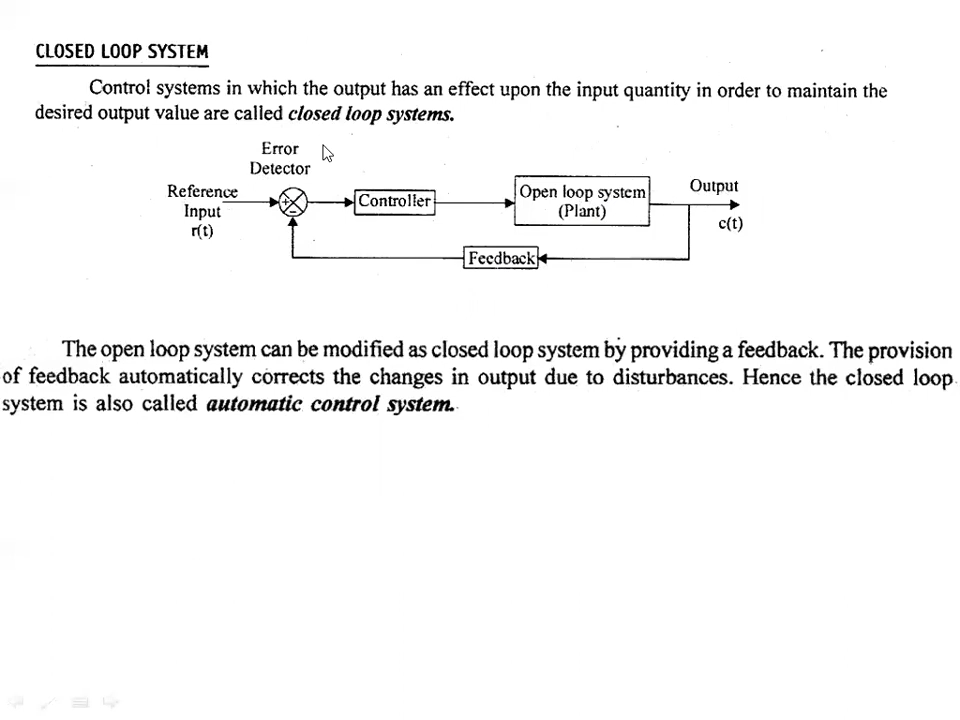 CLOSED LOOP SYSTEM
Control systems in which the output has an effect upon the input quantity in order to maintain the
desired output value are called closed loop systems.
Error
Detector
Reference
Input
r(t)
+
−
Controller
Open loop system
(Plant)
Output
c(t)
Feedback
The open loop system can be modified as closed loop system by providing a feedback. The provision
of feedback automatically corrects the changes in output due to disturbances. Hence the closed loop
system is also called automatic control system.